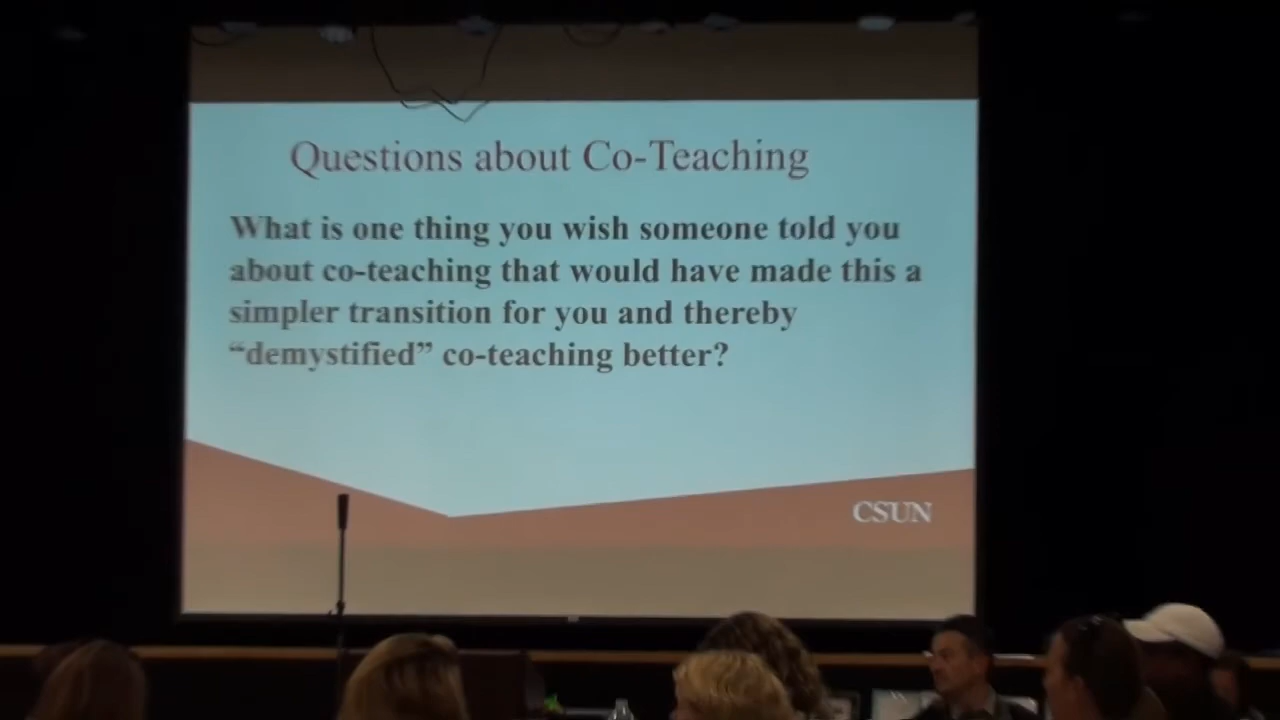 Questions about Co-Teaching
What is one thing you wish someone told you
about co-teaching that would have made this a
simpler transition for you and thereby
“demystified” co-teaching better?
CSUN